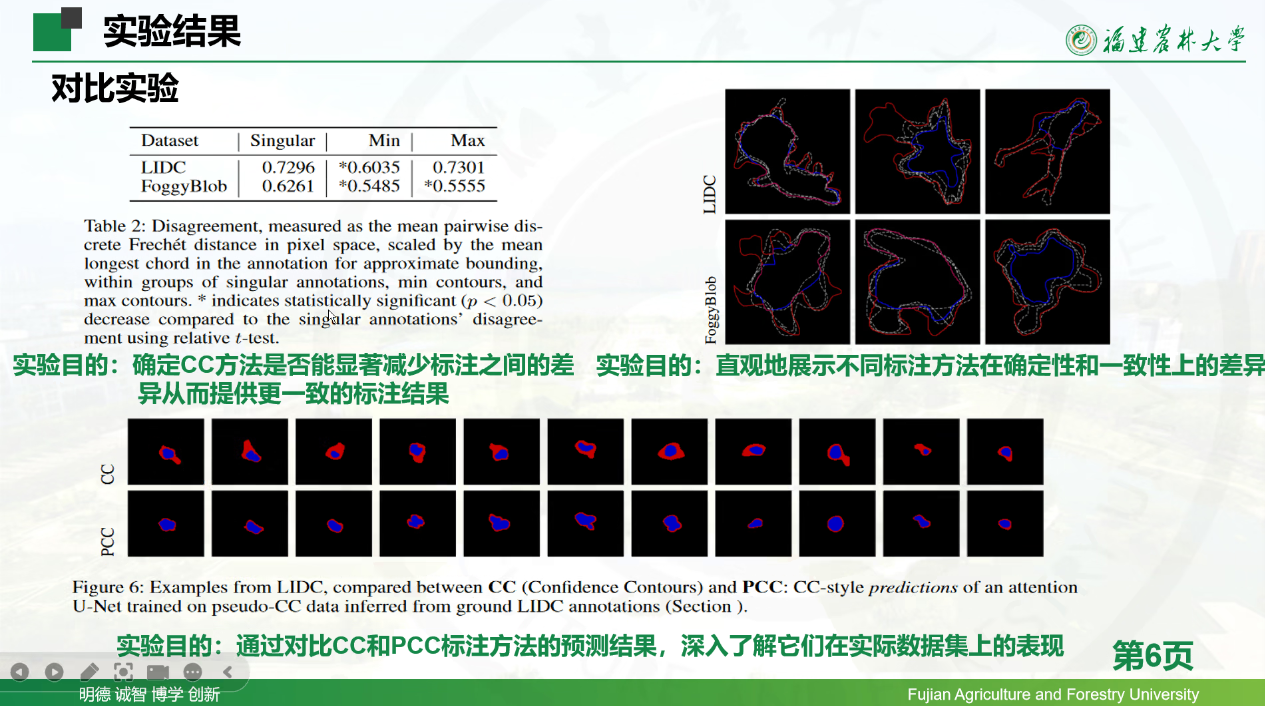 实验结果
福建农林大学
对比实验
Dataset Singular Min Max
LIDC 0.7296 *0.6035 0.7301
FoggyBlob 0.6261 *0.5485 *0.5555
Table 2: Disagreement, measured as the mean pairwise dis-
crete Frechét distance in pixel space, scaled by the mean
longest chord in the annotation for approximate bounding,
within groups of singular annotations, min contours, and
max contours. * indicates statistically significant (p < 0.05)
decrease compared to the singular annotations' disagree-
ment using relative t-test.
LIDC
FoggyBlob
实验目的：确定CC方法是否能显著减少标注之间的差
异从而提供更一致的标注结果
实验目的：直观地展示不同标注方法在确定性和一致性上的差异
CC
PCC
Figure 6: Examples from LIDC, compared between CC (Confidence Contours) and PCC: CC-style predictions of an attention
U-Net trained on pseudo-CC data inferred from ground LIDC annotations (Section ).
实验目的：通过对比CC和PCC标注方法的预测结果，深入了解它们在实际数据集上的表现
第6页
明德 诚智 博学 创新
Fujian Agriculture and Forestry University